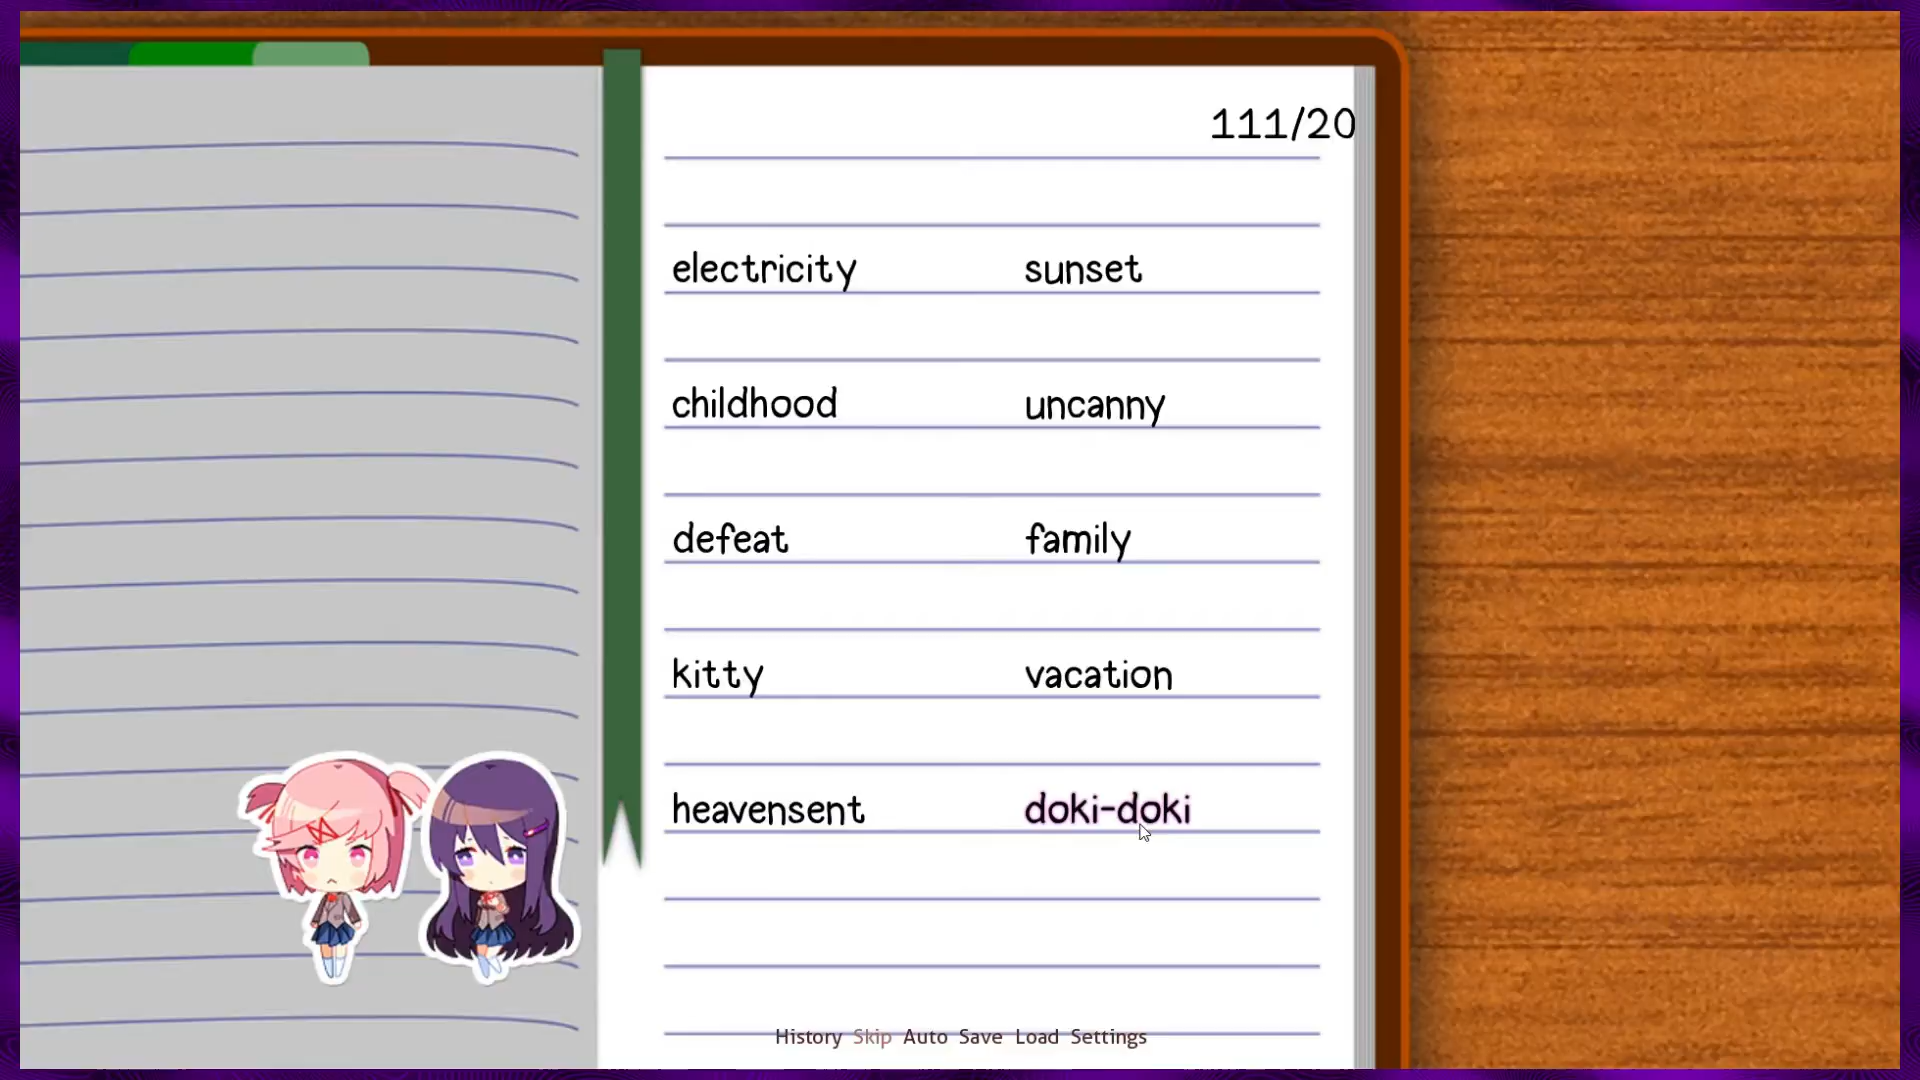 111/20
electricity sunset
childhood uncanny
defeat family
kitty vacation
heavensent doki-doki
History Skip Auto Save Load Settings